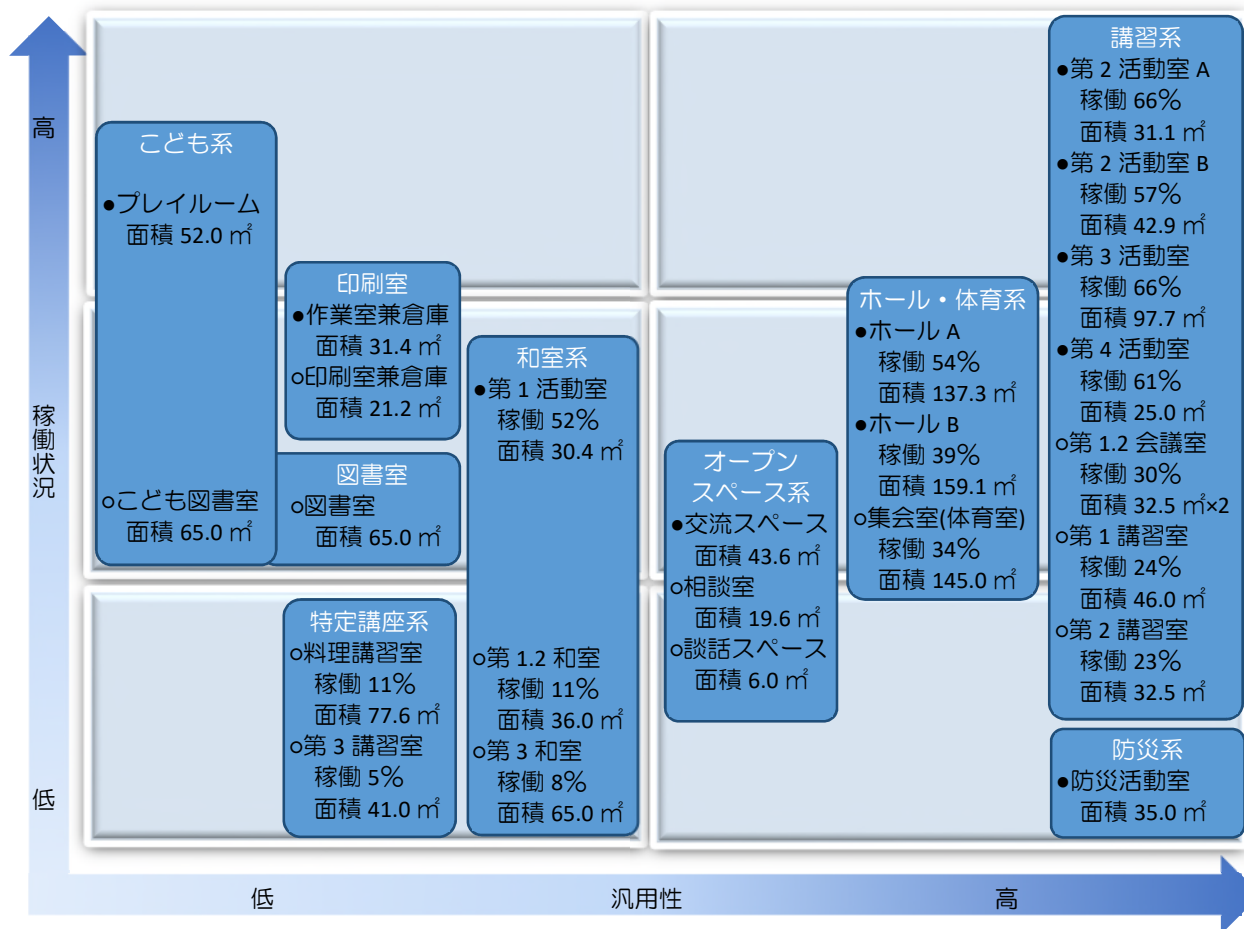 高
稼働状況
低
こども系
●プレイルーム
面積 52.0 ㎡
○こども図書室
面積 65.0 ㎡
印刷室
●作業室兼倉庫
面積 31.4 ㎡
○印刷室兼倉庫
面積 21.2 ㎡
図書室
○図書室
面積 65.0 ㎡
特定講座系
○料理講習室
稼働 11%
面積 77.6 ㎡
○第 3 講習室
稼働 5%
面積 41.0 ㎡
和室系
●第 1 活動室
稼働 52%
面積 30.4 ㎡
○第 1.2 和室
稼働 11%
面積 36.0 ㎡
○第 3 和室
稼働 8%
面積 65.0 ㎡
オープン
スペース系
●交流スペース
面積 43.6 ㎡
○相談室
面積 19.6 ㎡
○談話スペース
面積 6.0 ㎡
ホール・体育系
●ホール A
稼働 54%
面積 137.3 ㎡
●ホール B
稼働 39%
面積 159.1 ㎡
○集会室(体育室)
稼働 34%
面積 145.0 ㎡
講習系
●第 2 活動室 A
稼働 66%
面積 31.1 ㎡
●第 2 活動室 B
稼働 57%
面積 42.9 ㎡
●第 3 活動室
稼働 66%
面積 97.7 ㎡
●第 4 活動室
稼働 61%
面積 25.0 ㎡
○第 1.2 会議室
稼働 30%
面積 32.5 ㎡×2
○第 1 講習室
稼働 24%
面積 46.0 ㎡
○第 2 講習室
稼働 23%
面積 32.5 ㎡
防災系
●防災活動室
面積 35.0 ㎡
低
汎用性
高